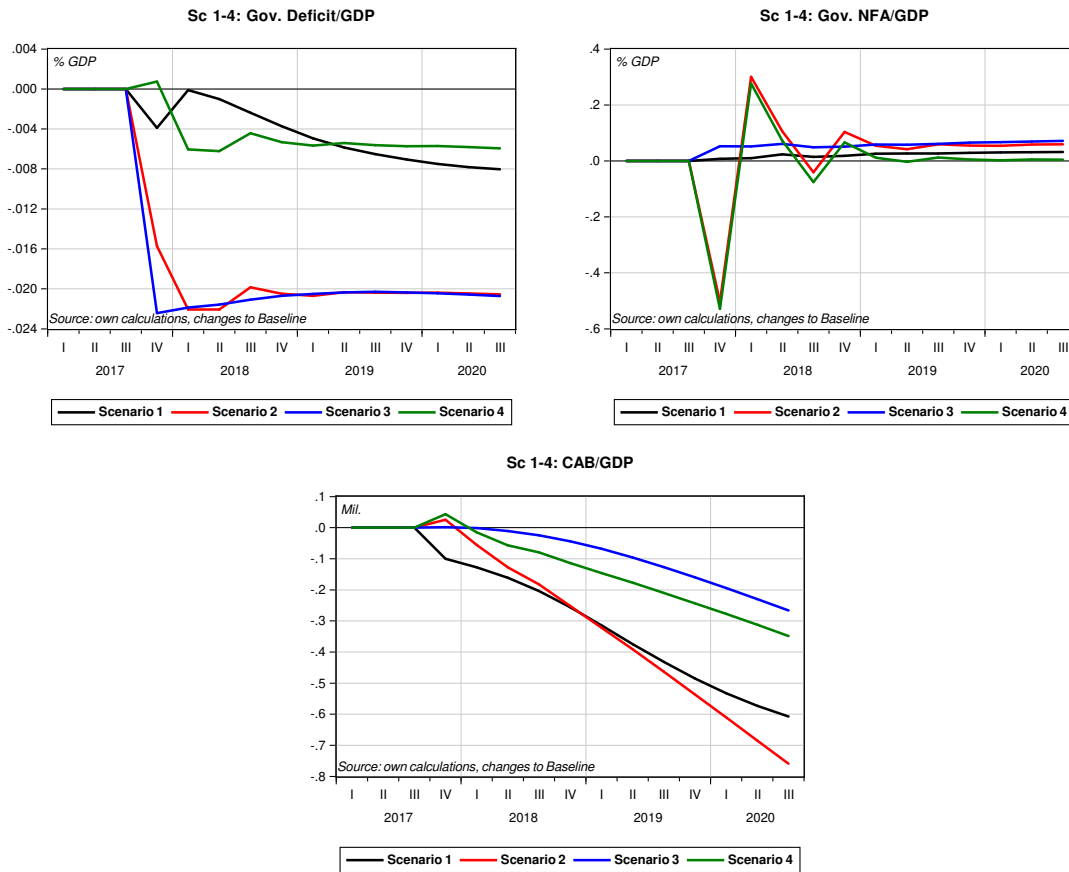 Sc 1-4: Gov. Deficit/GDP
% GDP
.004
.000
-.004
-.008
-.012
-.016
-.020
-.024
Source: own calculations, changes to Baseline
I II III IV I II III IV I II III IV I II III
2017 2018 2019 2020
Scenario 1 Scenario 2 Scenario 3 Scenario 4
Sc 1-4: Gov. NFA/GDP
% GDP
.4
.2
.0
-.2
-.4
-.6
Source: own calculations, changes to Baseline
I II III IV I II III IV I II III IV I II III
2017 2018 2019 2020
Scenario 1 Scenario 2 Scenario 3 Scenario 4
Sc 1-4: CAB/GDP
Mil.
.1
.0
-.1
-.2
-.3
-.4
-.5
-.6
-.7
-.8
Source: own calculations, changes to Baseline
I II III IV I II III IV I II III IV I II III
2017 2018 2019 2020
Scenario 1 Scenario 2 Scenario 3 Scenario 4